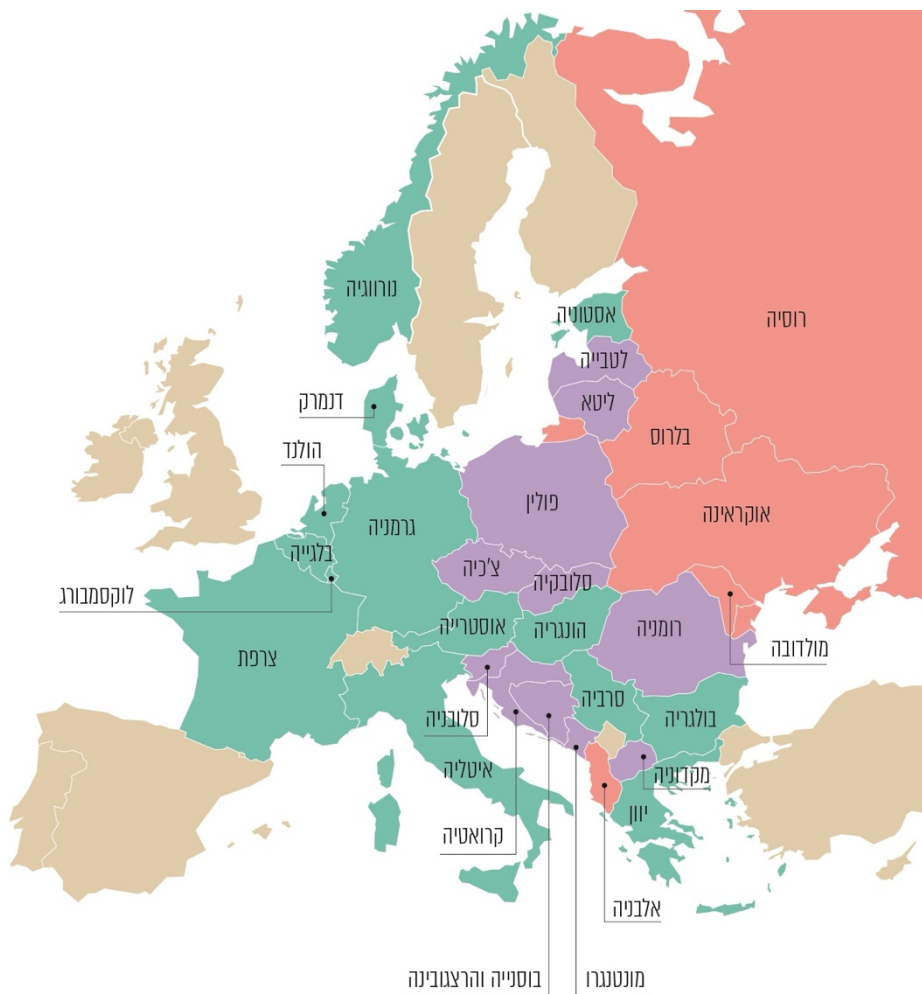 נורווגיה
אסטוניה
רוסיה
לטבייה
ליטא
דנמרק
בלרוס
הולנד
פולין
גרמניה
אוקראינה
בלגייה
צ'כיה
סלובקיה
לוקסמבורג
אוסטרייה
הונגריה
רומניה
מולדובה
צרפת
סרביה
סלובניה
בולגריה
איטליה
מקדוניה
יוון
קרואטיה
אלבניה
מונטנגרו
בוסנייה והרצגובינה